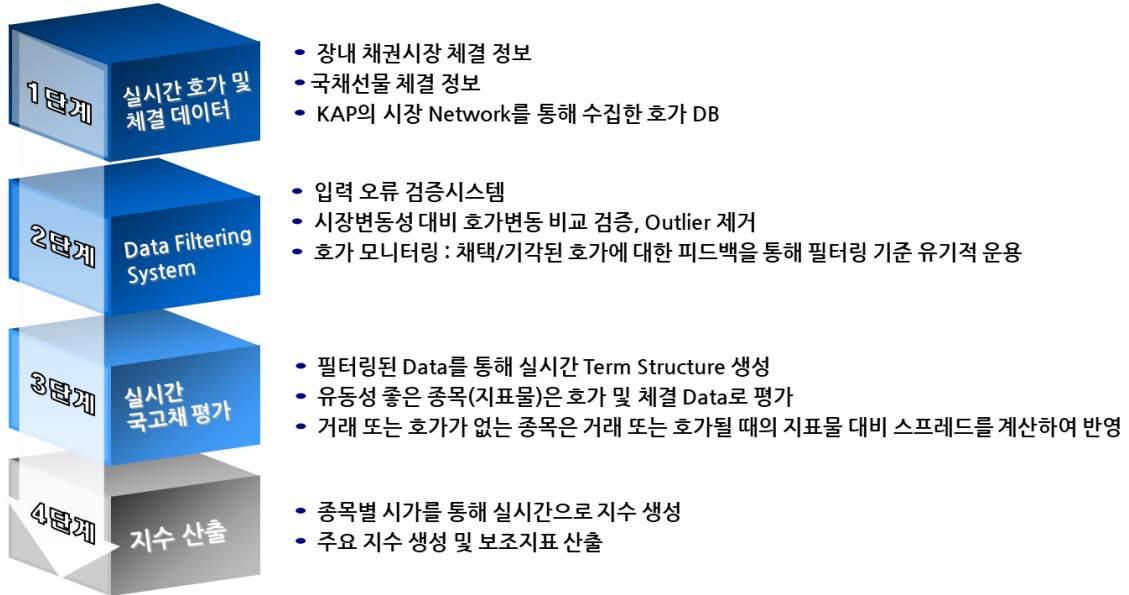 1단계
실시간 호가 및
체결 데이터
• 장내 채권시장 체결 정보
• 국채선물 체결 정보
• KAP의 시장 Network를 통해 수집한 호가 DB
2단계
Data Filtering
System
• 입력 오류 검증시스템
• 시장변동성 대비 호가변동 비교 검증, Outlier 제거
• 호가 모니터링 : 채택/기각된 호가에 대한 피드백을 통해 필터링 기준 유기적 운용
3단계
실시간
국고채 평가
• 필터링된 Data를 통해 실시간 Term Structure 생성
• 유동성 좋은 종목(지표물)은 호가 및 체결 Data로 평가
• 거래 또는 호가가 없는 종목은 거래 또는 호가될 때의 지표물 대비 스프레드를 계산하여 반영
4단계
지수 산출
• 종목별 시가를 통해 실시간으로 지수 생성
• 주요 지수 생성 및 보조지표 산출